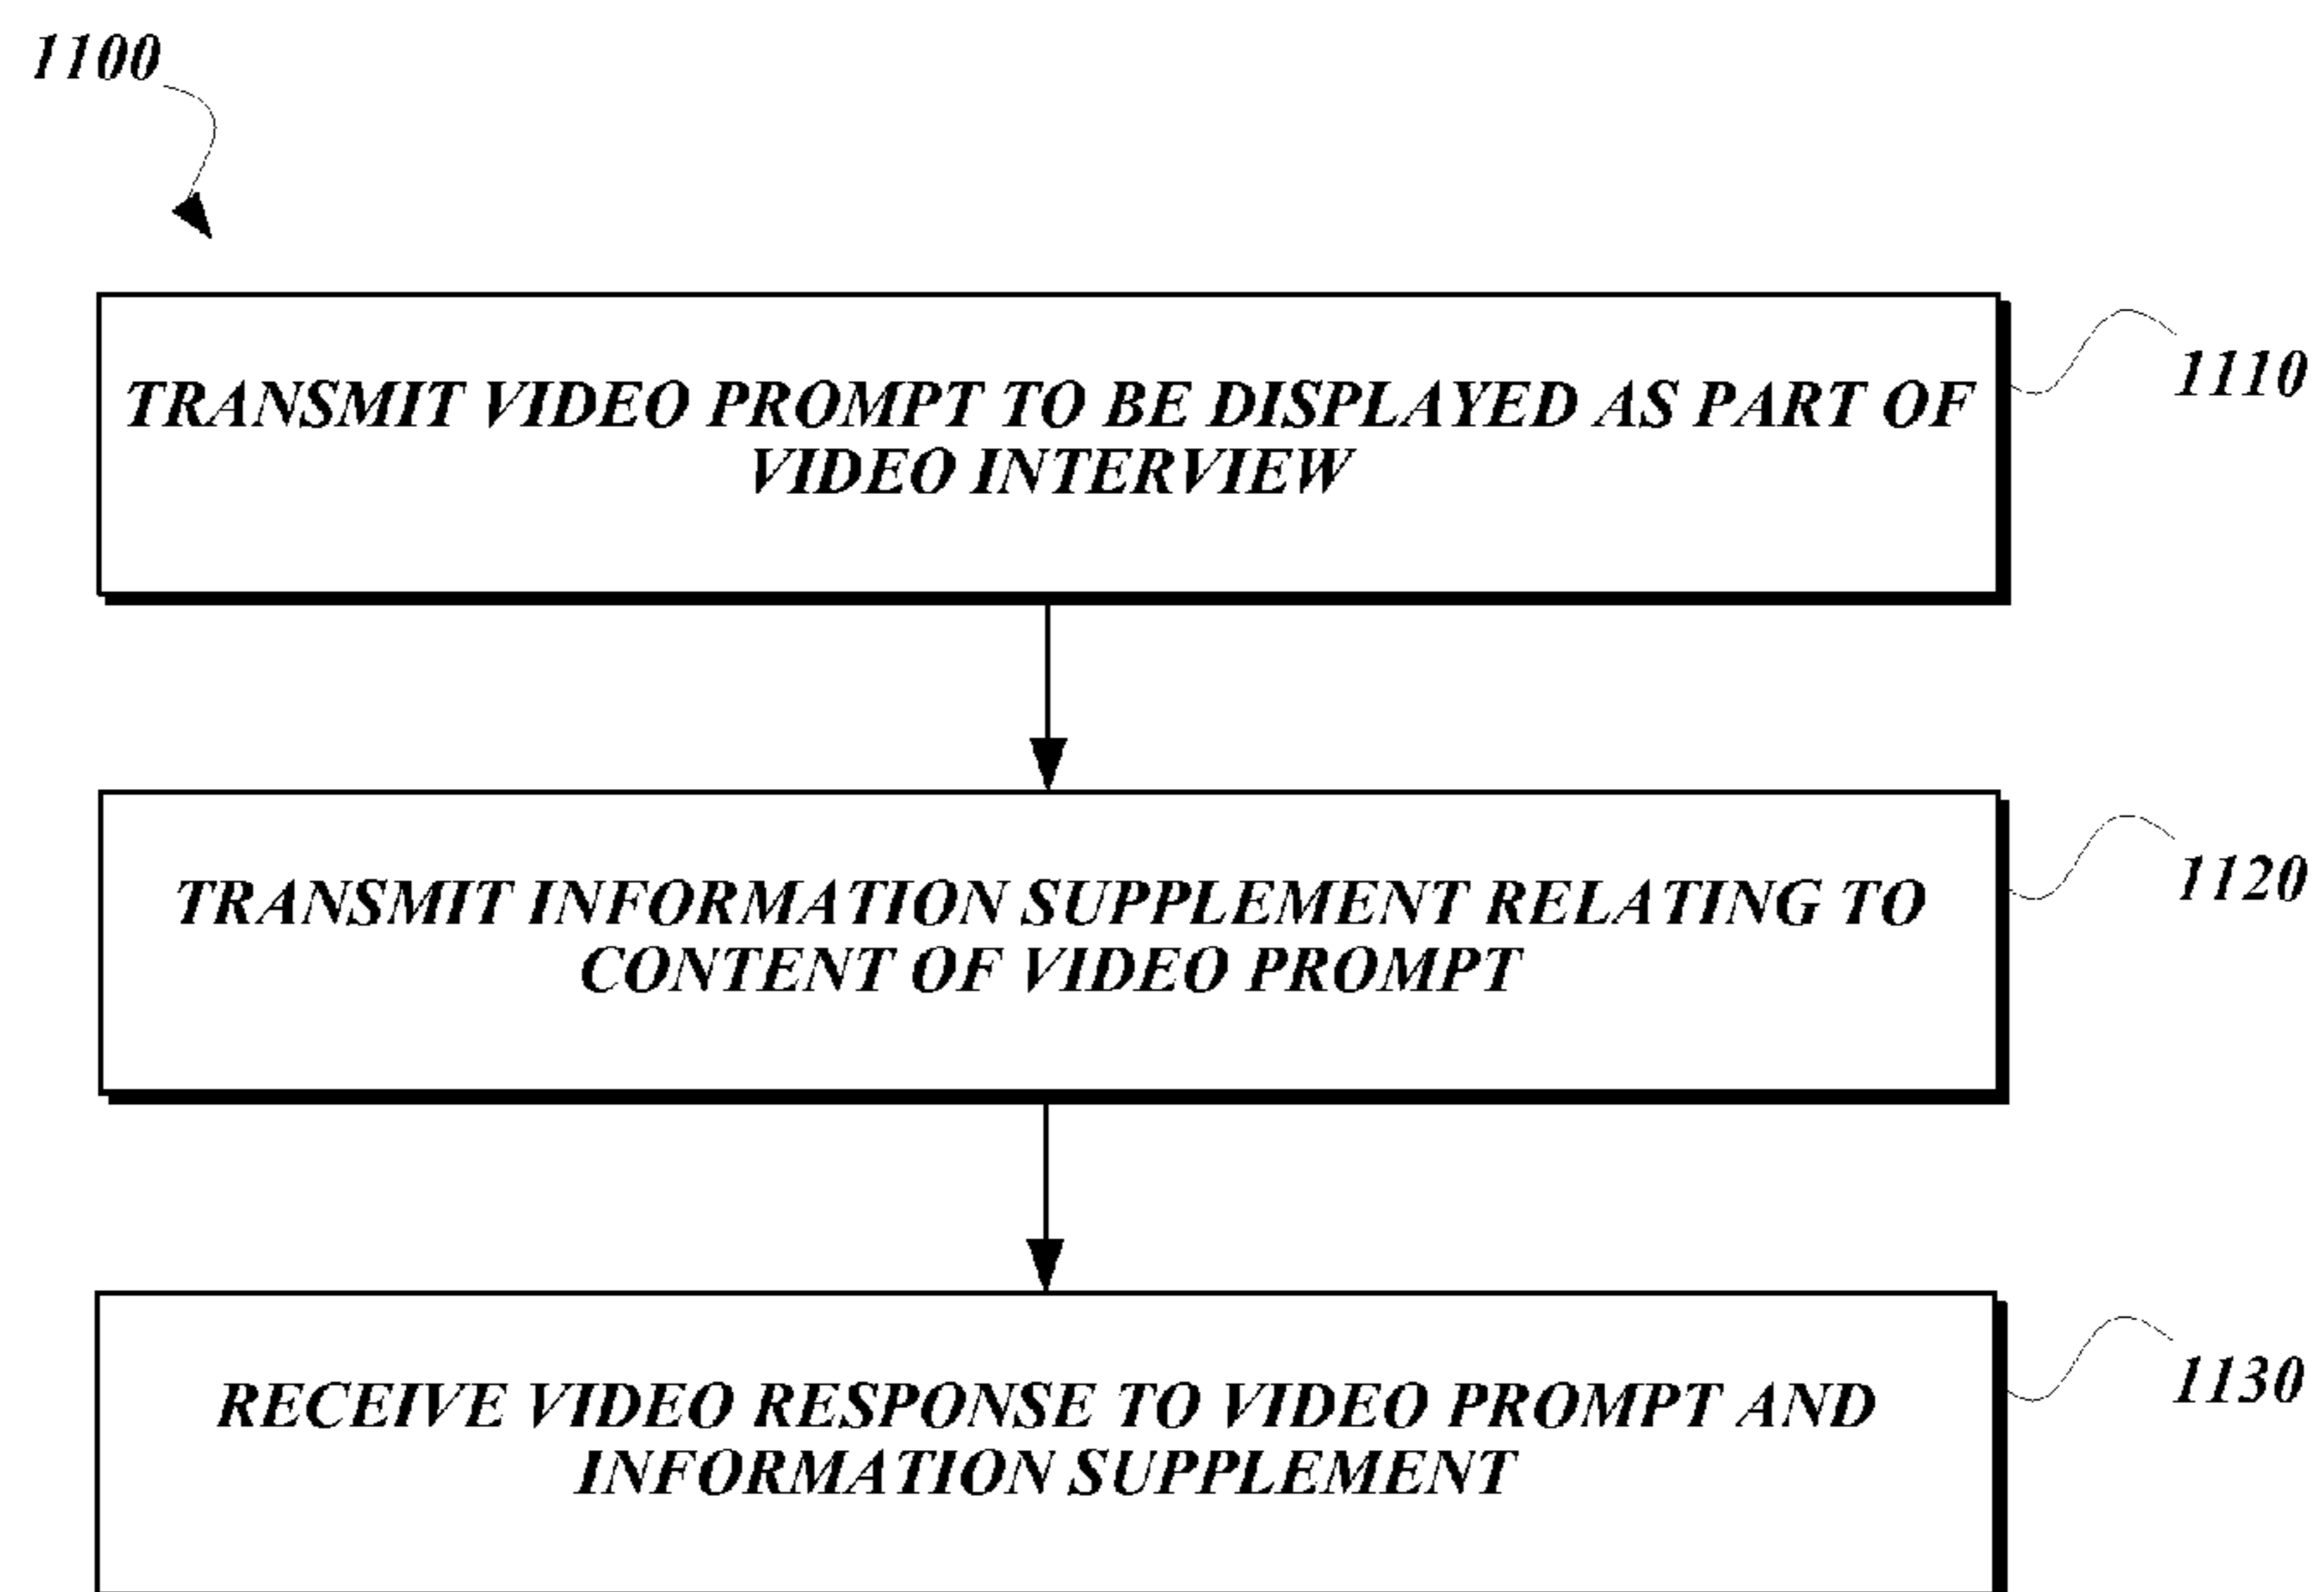 1100
TRANSMIT VIDEO PROMPT TO BE DISPLAYED AS PART OF
VIDEO INTERVIEW
1110
TRANSMIT INFORMATION SUPPLEMENT RELATING TO
CONTENT OF VIDEO PROMPT
1120
RECEIVE VIDEO RESPONSE TO VIDEO PROMPT AND
INFORMATION SUPPLEMENT
1130